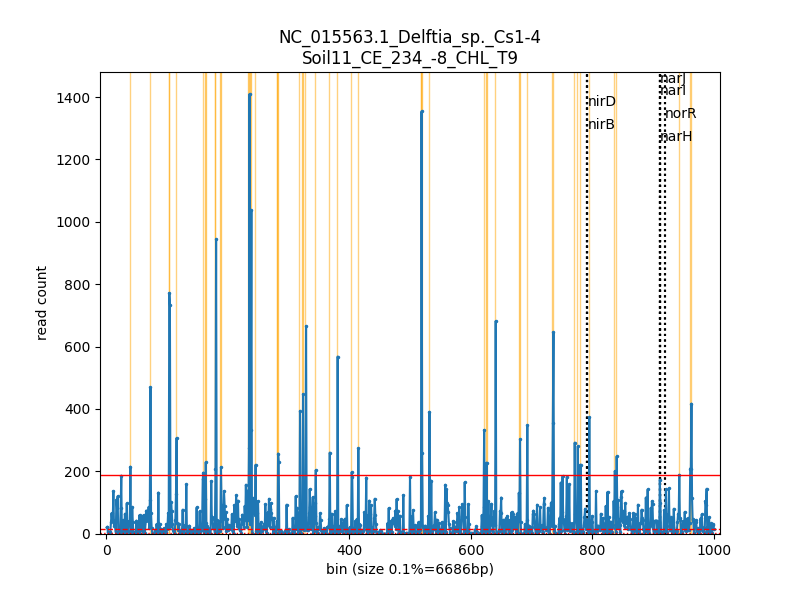 NC_015563.1_Delftia_sp._Cs1-4
Soil11_CE_234_-8_CHL_T9
narJ
narI
nirD
norR
nirB
narH
1400
1200
1000
800
600
400
200
0
read count
0 200 400 600 800 1000
bin (size 0.1%=6686bp)